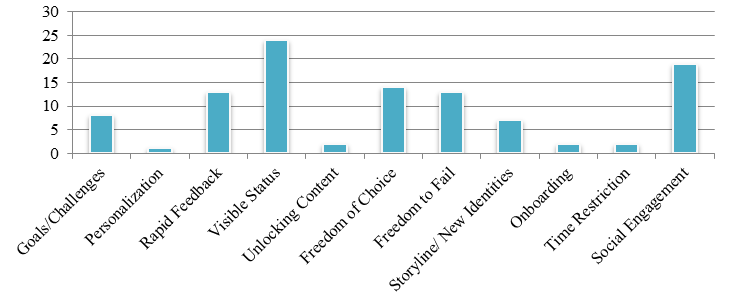 30
25
20
15
10
5
0
Goals/Challenges
Personalization
Rapid Feedback
Visible Status
Unlocking Content
Freedom of Choice
Freedom to Fail
Storyline/ New Identities
Onboarding
Time Restriction
Social Engagement